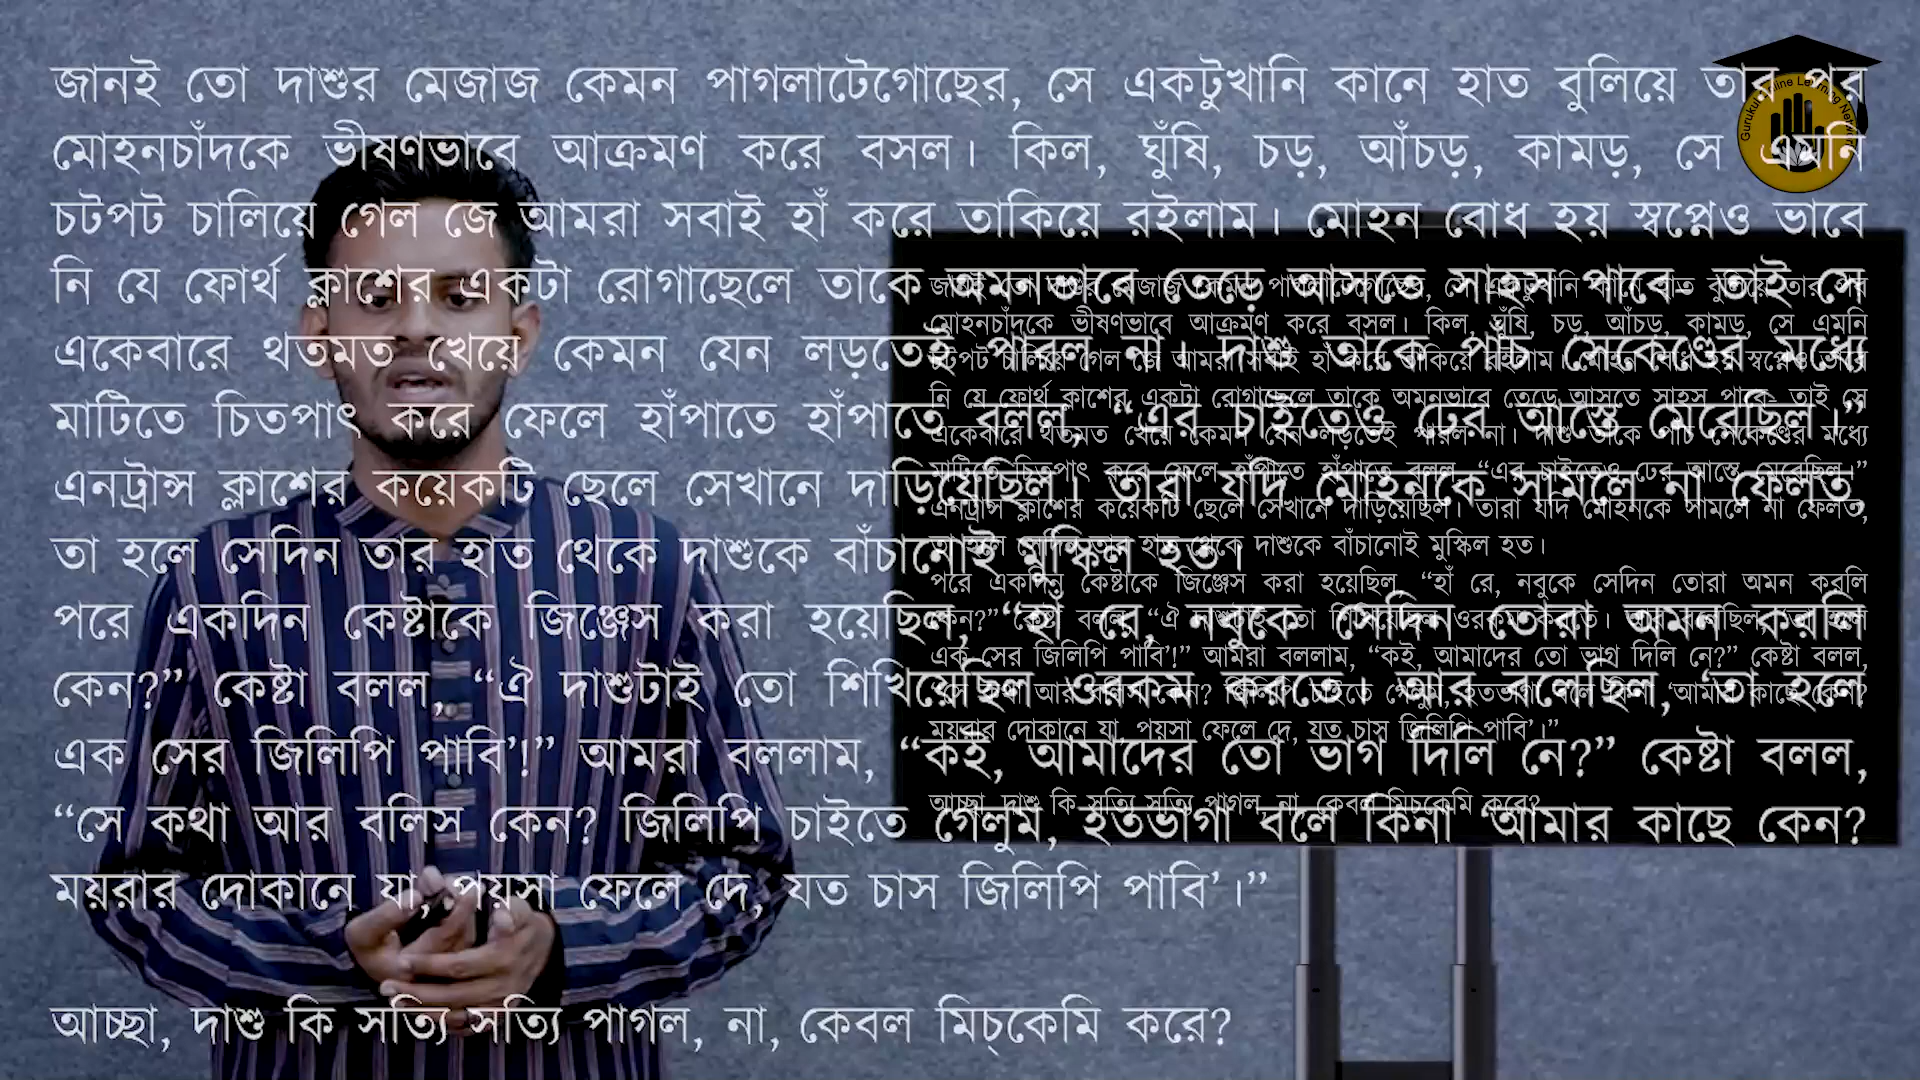 জানই তো দাশুর মেজাজ কেমন পাগলাটেগোছের, সে একটুখানি কানে হাত বুলিয়ে তার পর
মোহনচাঁদকে ভীষণভাবে আক্রমণ করে বসল। কিল, ঘুঁষি, চড়, আঁচড়, কামড়, সে এমনি
চটপট চালিয়ে গেল জে আমরা সবাই হাঁ করে তাকিয়ে রইলাম। মোহন বোধ হয় স্বপ্নেও ভাবে
নি যে ফোর্থ ক্লাশের একটা রোগাছেলে তাকে অমনভাবে তেড়ে আসতে সাহস পাবে- তাই সে
একেবারে থতমত খেয়ে কেমন যেন লড়তেই পারল না। দাশু তাকে পাঁচ সেকেণ্ডের মধ্যে
মাটিতে চিতপাৎ করে ফেলে হাঁপাতে হাঁপাতে বলল, “এর চাইতেও ঢের আস্তে মেরেছিল।”
এনট্রান্স ক্লাশের কয়েকটি ছেলে সেখানে দাড়িয়েছিল। তারা যদি মোহনকে সামলে না ফেলত,
তা হলে সেদিন তার হাত থেকে দাশুকে বাঁচানোই মুস্কিল হত।
পরে একদিন কেষ্টাকে জিজ্ঞেস করা হয়েছিল, “হাঁ রে, নবুকে সেদিন তোরা অমন করলি
কেন?” কেষ্টা বলল, “ঐ দাশুটাই তো শিখিয়েছিল ওরকম করতে। আর বলেছিল, ‘তা হলে
এক সের জিলিপি পাবি’!” আমরা বললাম, “কই, আমাদের তো ভাগ দিলি নে?” কেষ্টা বলল,
“সে কথা আর বলিস কেন? জিলিপি চাইতে গেলুম, হতভাগা বলে কিনা ‘আমার কাছে কেন?
ময়রার দোকানে যা, পয়সা ফেলে দে, যত চাস জিলিপি পাবি’।”
আচ্ছা, দাশু কি সত্যি সত্যি পাগল, না, কেবল মিচ্‌কেমি করে?